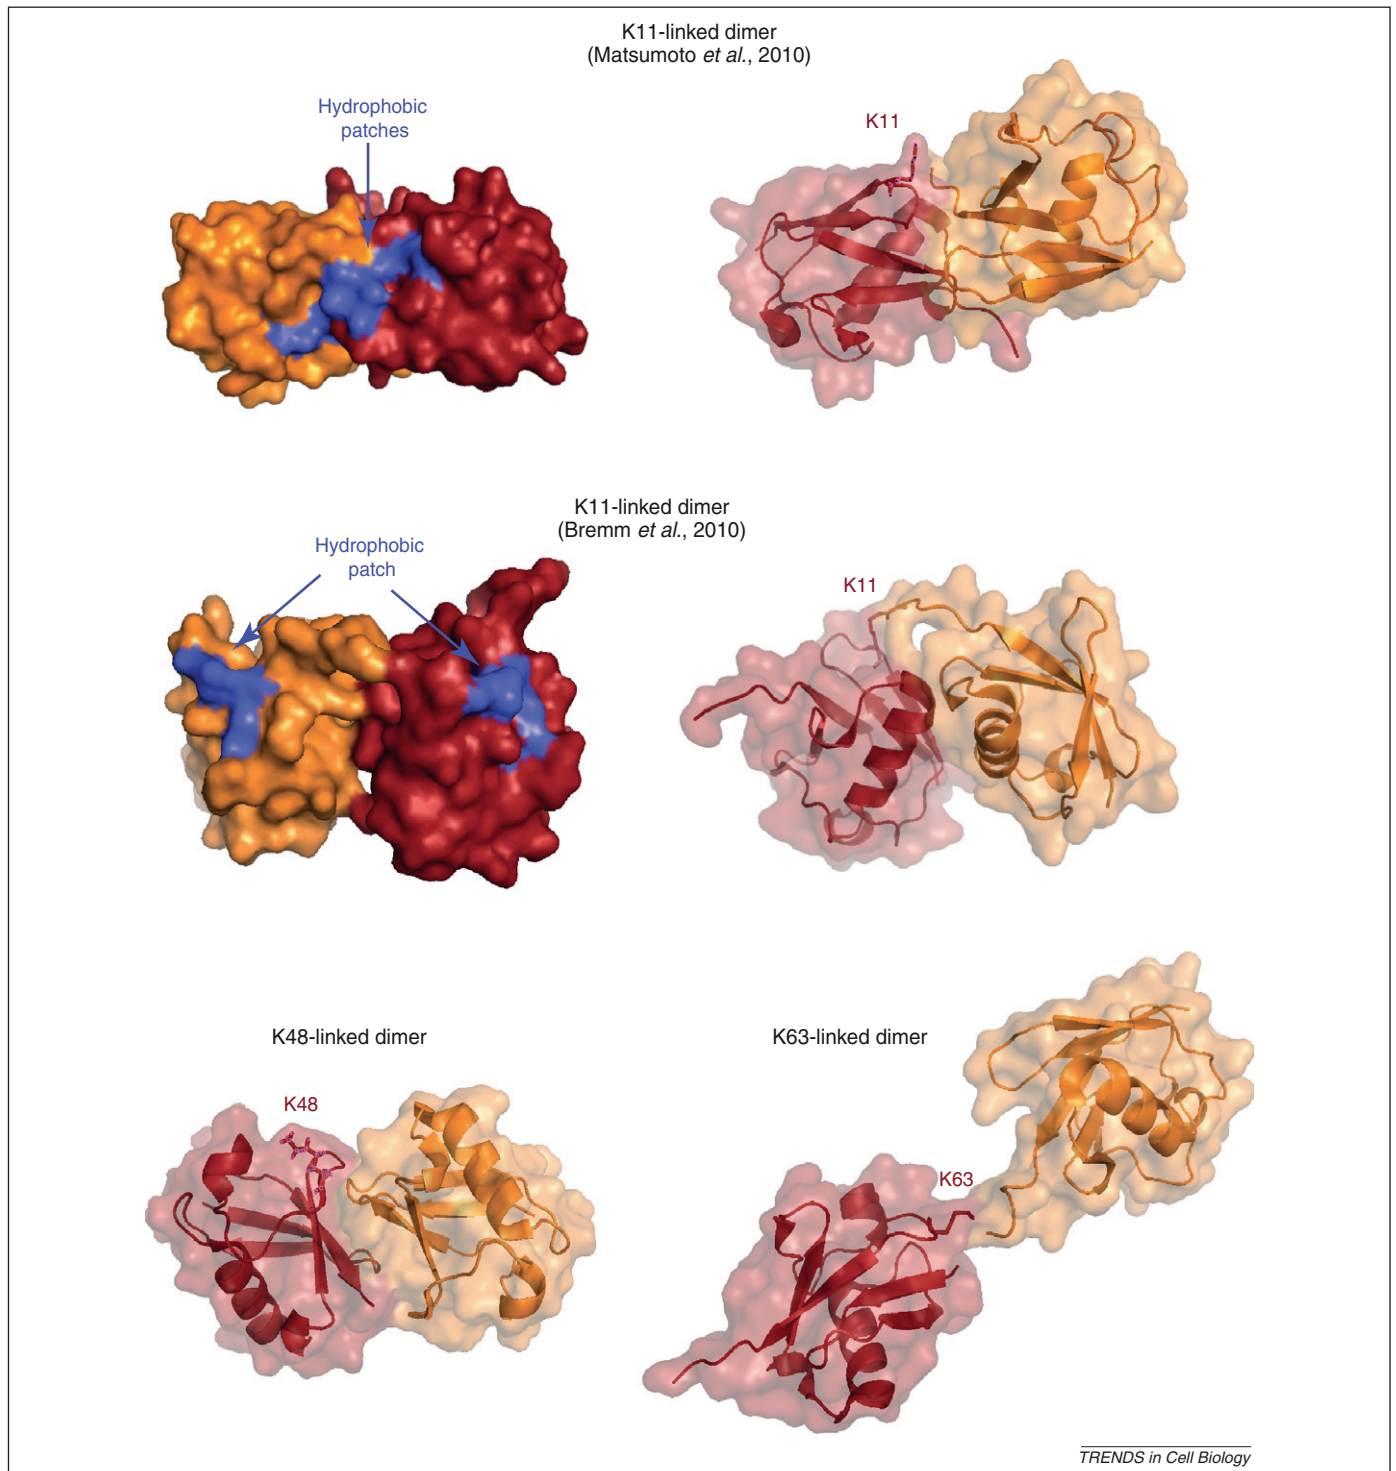 K11-linked dimer
(Matsumoto et al., 2010)
Hydrophobic
patches
K11
K11-linked dimer
(Bremm et al., 2010)
Hydrophobic
patch
K11
K48-linked dimer
K63-linked dimer
K48
K63
TRENDS in Cell Biology